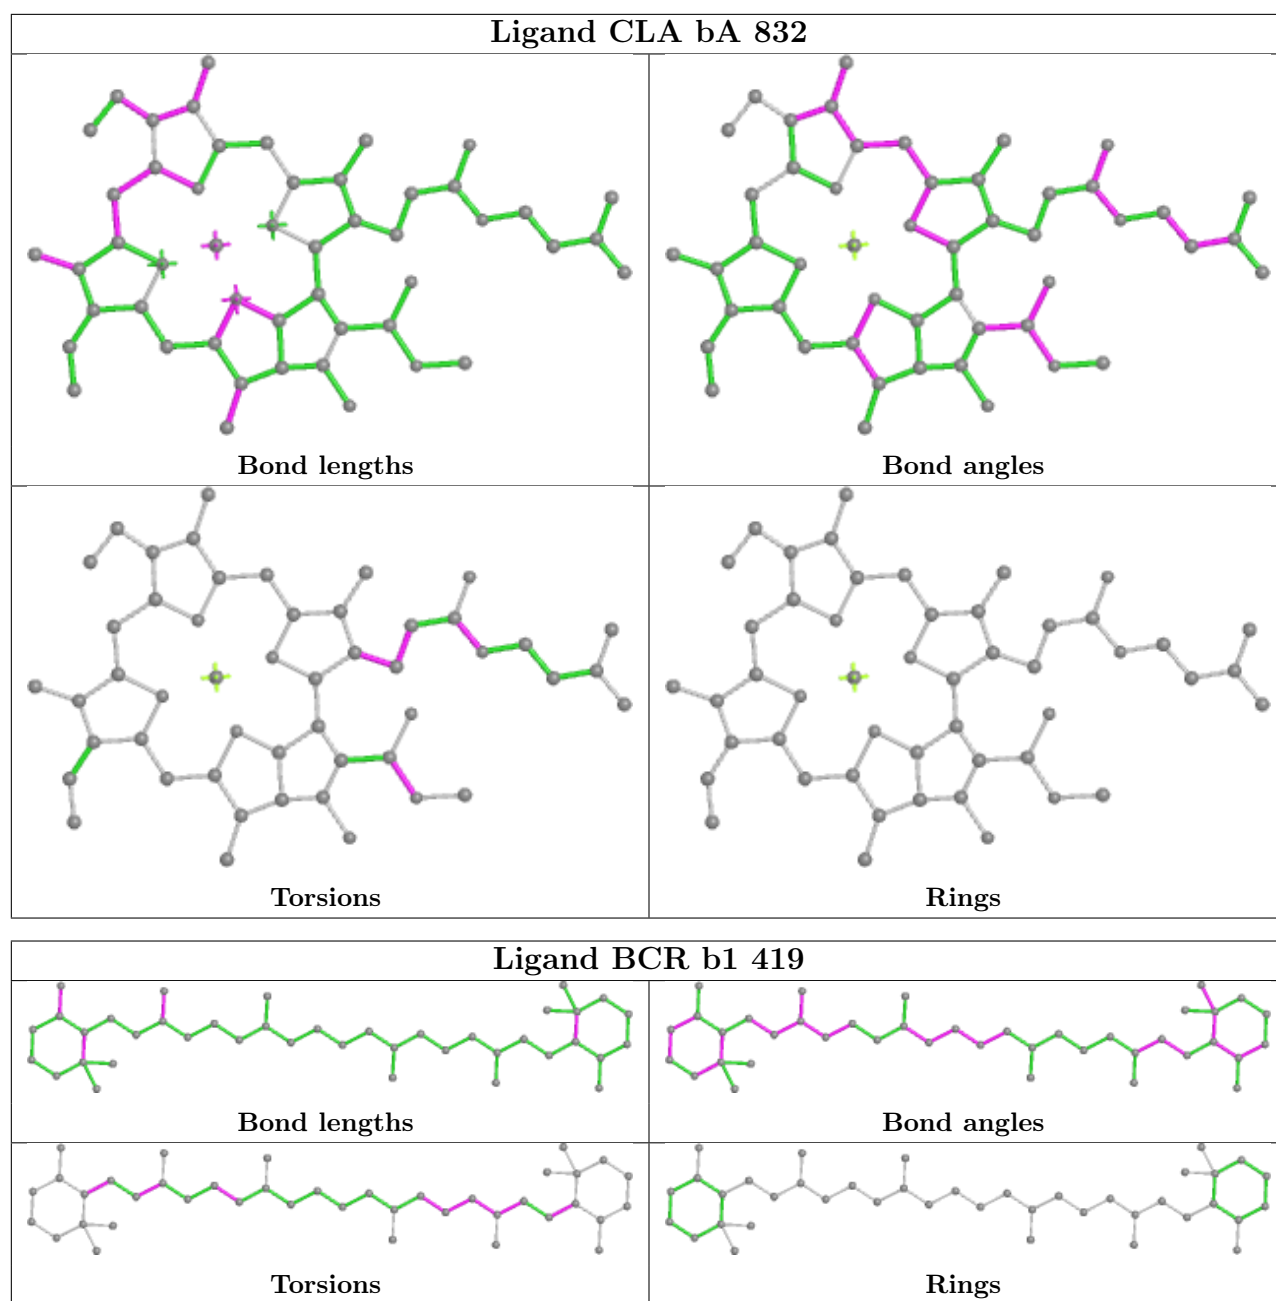 Ligand CLA bA 832
Bond lengths
Bond angles
Torsions
Rings
Ligand BCR b1 419
Bond lengths
Bond angles
Torsions
Rings